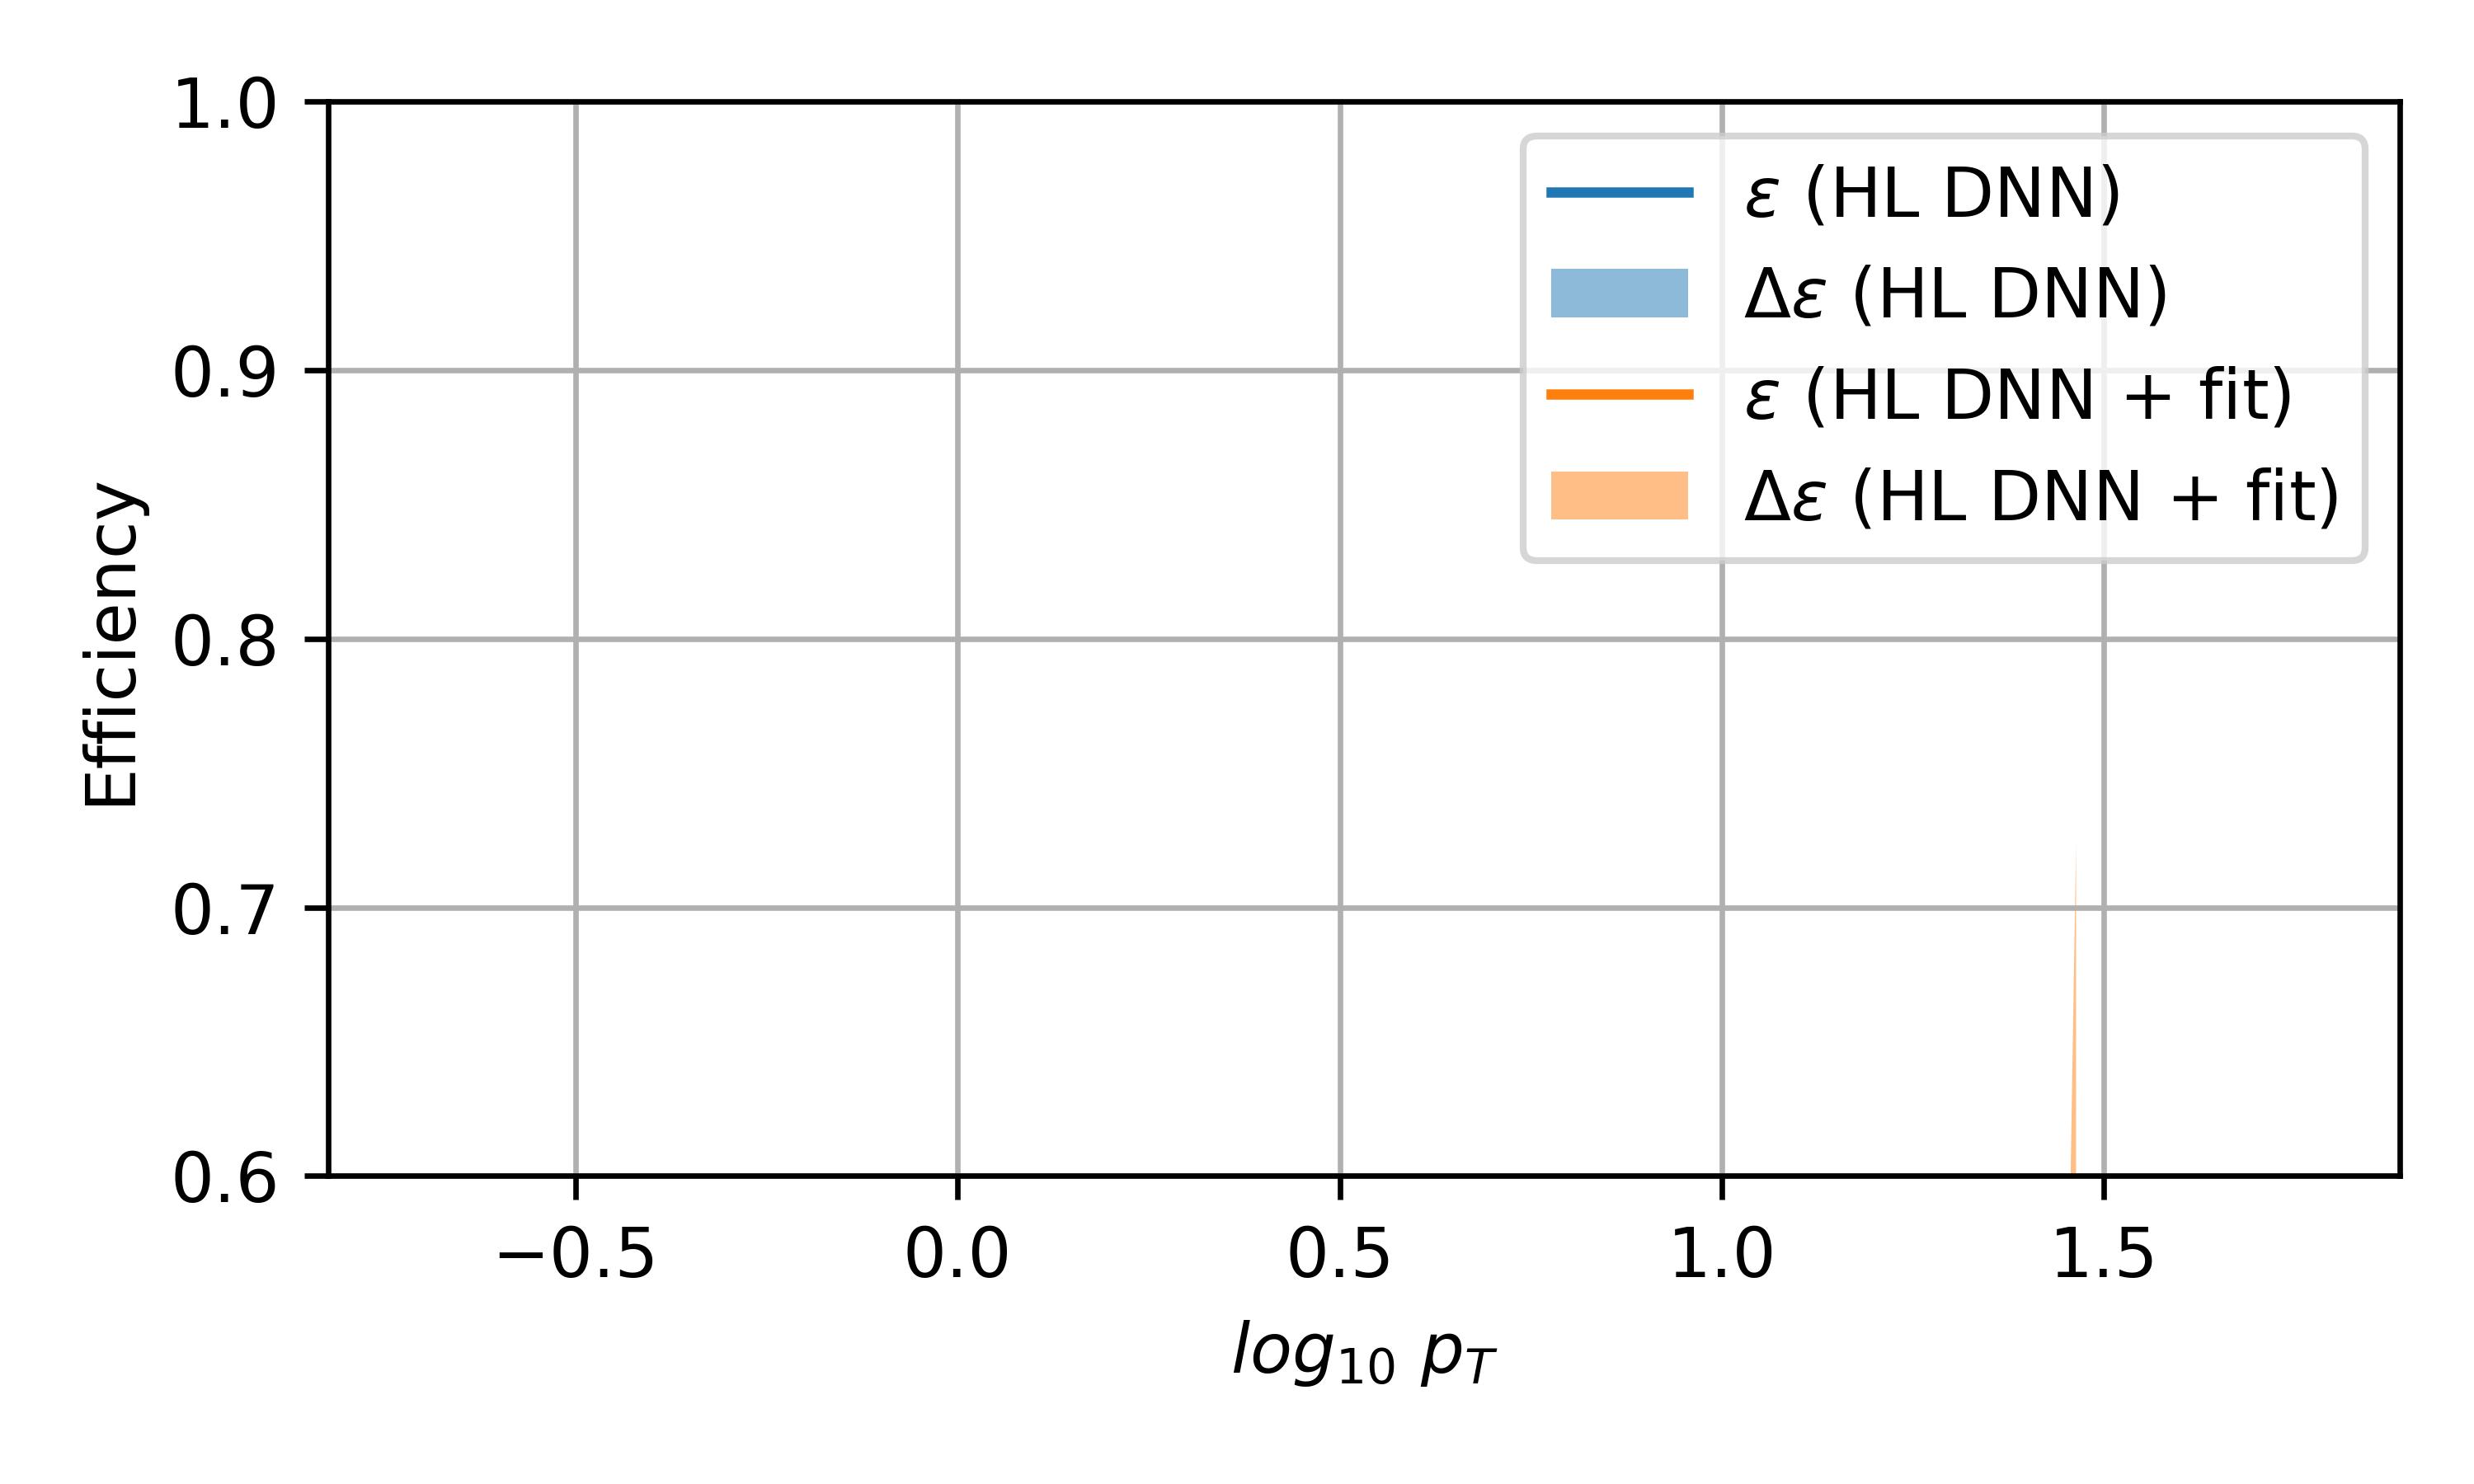 1.0
0.9
0.8
0.7
0.6
Efficiency
ε (HL DNN)
Δε (HL DNN)
ε (HL DNN + fit)
Δε (HL DNN + fit)
−0.5 0.0 0.5 1.0 1.5
log₁₀ p_T